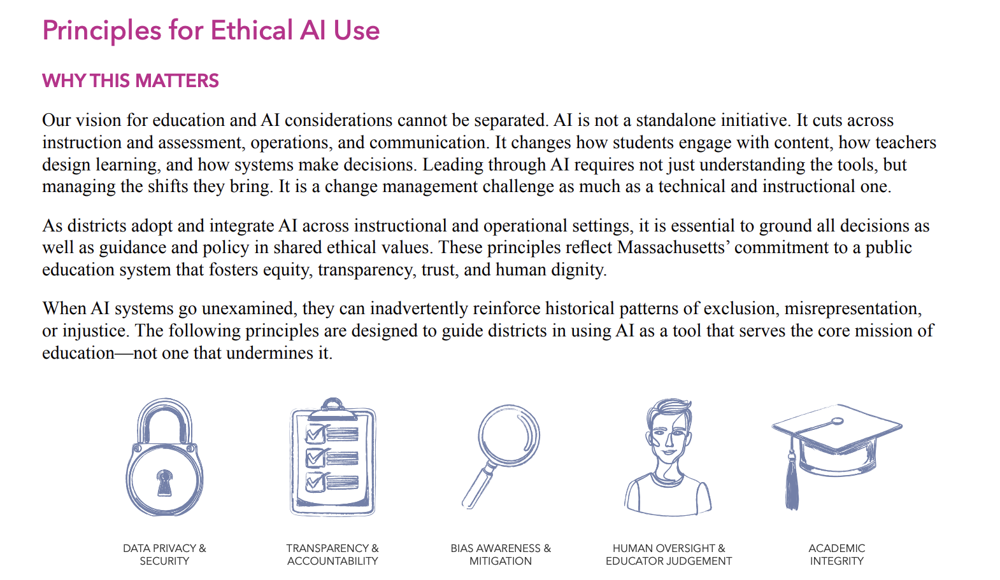 Principles for Ethical AI Use
WHY THIS MATTERS
Our vision for education and AI considerations cannot be separated. AI is not a standalone initiative. It cuts across
instruction and assessment, operations, and communication. It changes how students engage with content, how teachers
design learning, and how systems make decisions. Leading through AI requires not just understanding the tools, but
managing the shifts they bring. It is a change management challenge as much as a technical and instructional one.
As districts adopt and integrate AI across instructional and operational settings, it is essential to ground all decisions as
well as guidance and policy in shared ethical values. These principles reflect Massachusetts’ commitment to a public
education system that fosters equity, transparency, trust, and human dignity.
When AI systems go unexamined, they can inadvertently reinforce historical patterns of exclusion, misrepresentation,
or injustice. The following principles are designed to guide districts in using AI as a tool that serves the core mission of
education—not one that undermines it.
DATA PRIVACY &
SECURITY
TRANSPARENCY &
ACCOUNTABILITY
BIAS AWARENESS &
MITIGATION
HUMAN OVERSIGHT &
EDUCATOR JUDGEMENT
ACADEMIC
INTEGRITY